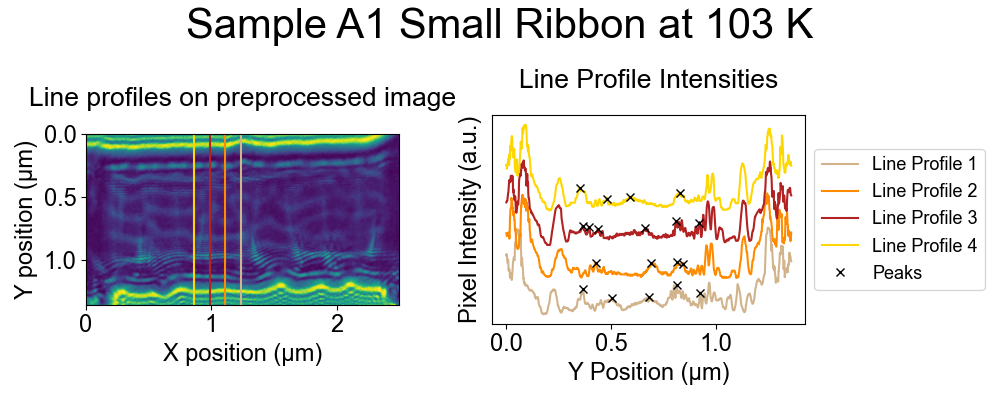 Sample A1 Small Ribbon at 103 K
Line profiles on preprocessed image
Y position (μm)
0.0
0.5
1.0
0
1
2
X position (μm)
Line Profile Intensities
Pixel Intensity (a.u.)
0.0
0.5
1.0
Y Position (μm)
Line Profile 1
Line Profile 2
Line Profile 3
Line Profile 4
Peaks